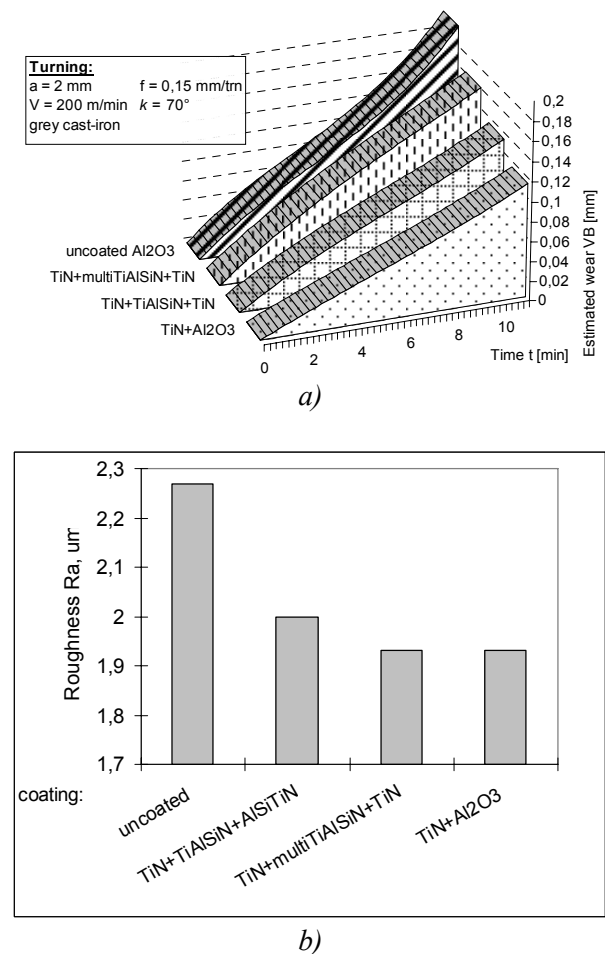 Turning:
a = 2 mm f = 0,15 mm/trn
V = 200 m/min k = 70°
grey cast-iron
0,2
0,18
0,16
0,14
0,12
0,1
0,08
0,06
0,04
0,02
0
Estimated wear VB [mm]
uncoated Al2O3
TiN+multiTiAlSiN+TiN
TiN+TiAlSiN+TiN
TiN+Al2O3
0 2 4 6 8 10
Time t [min]
a)
2,3
2,2
2,1
2
1,9
1,8
1,7
Roughness Ra, um
coating:
uncoated
TiN+TiAlSiN+AlSiTiN
TiN+multiTiAlSiN+TiN
TiN+Al2O3
b)